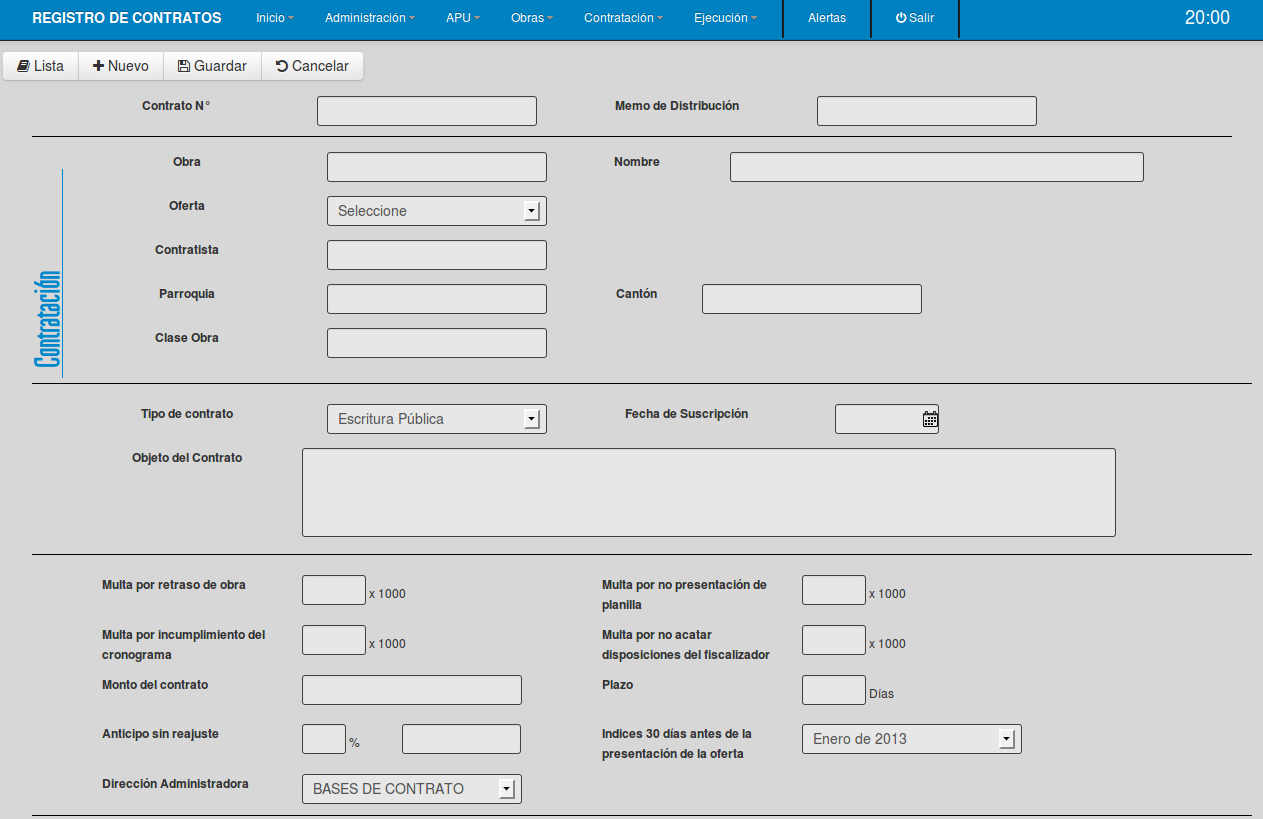 REGISTRO DE CONTRATOS Inicio Administración APU Obras Contratación Ejecución Alertas Salir 20:00
Lista Nuevo Guardar Cancelar
Contrato N° Memo de Distribución
Contratación
Obra Nombre
Oferta Seleccione
Contratista
Parroquia Cantón
Clase Obra
Tipo de contrato Escritura Pública Fecha de Suscripción
Objeto del Contrato
Multa por retraso de obra x 1000 Multa por no presentación de
planilla x 1000
Multa por incumplimiento del
cronograma x 1000 Multa por no acatar
disposiciones del fiscalizador x 1000
Monto del contrato Plazo Días
Anticipo sin reajuste % Indices 30 días antes de la
presentación de la oferta Enero de 2013
Dirección Administradora BASES DE CONTRATO